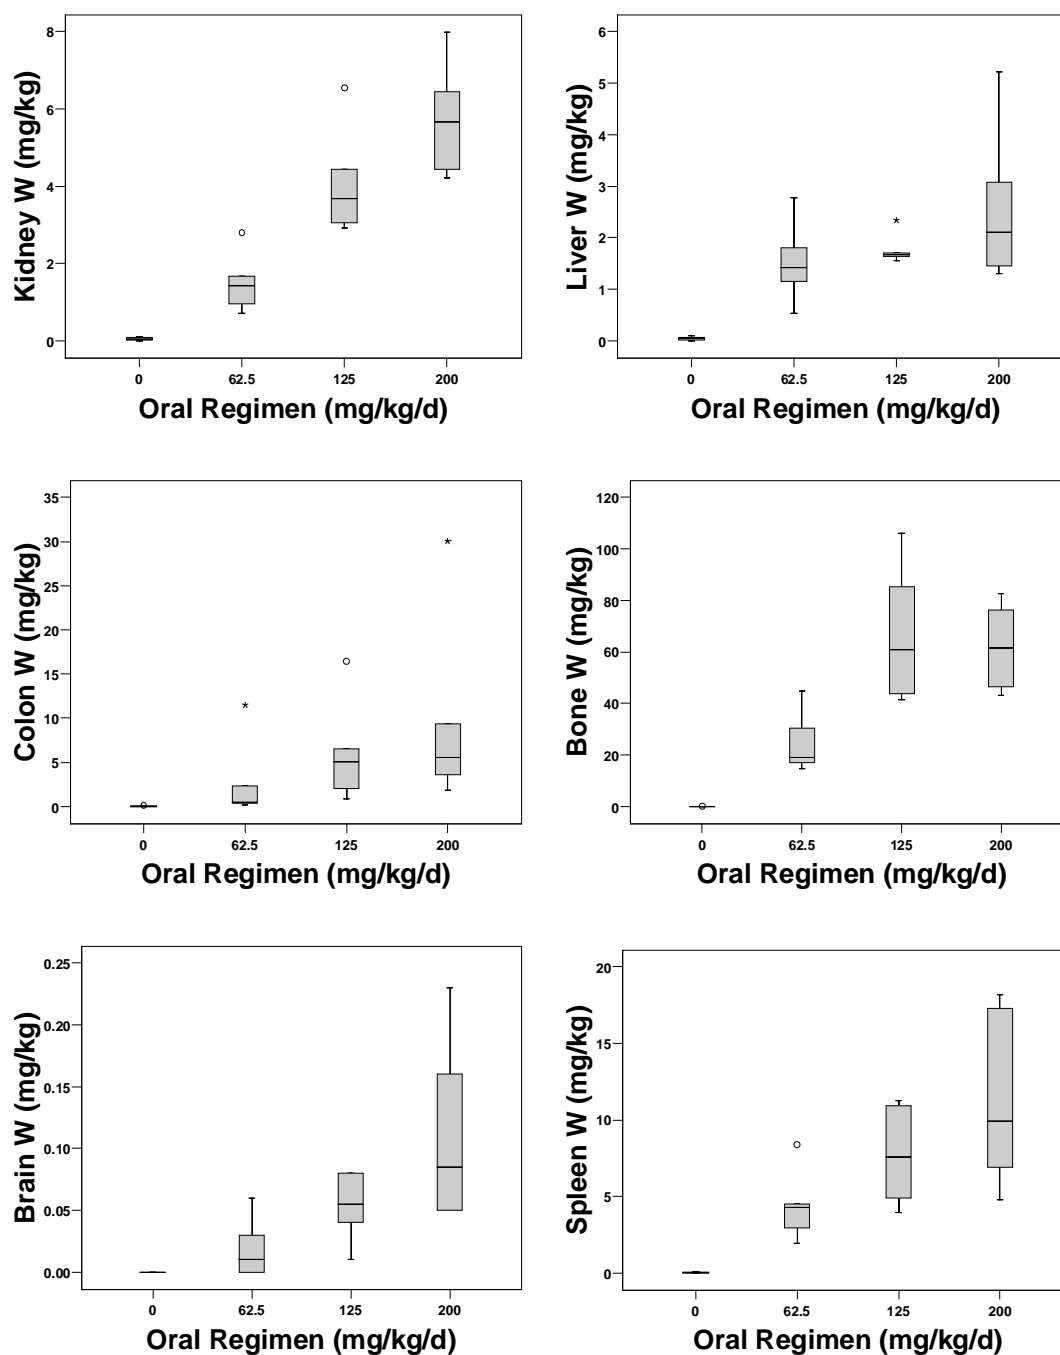 Kidney W (mg/kg)
8
6
4
2
0
0 62.5 125 200
Oral Regimen (mg/kg/d)
Liver W (mg/kg)
6
5
4
3
2
1
0
0 62.5 125 200
Oral Regimen (mg/kg/d)
Colon W (mg/kg)
35
30
25
20
15
10
5
0
0 62.5 125 200
Oral Regimen (mg/kg/d)
Bone W (mg/kg)
120
100
80
60
40
20
0
0 62.5 125 200
Oral Regimen (mg/kg/d)
Brain W (mg/kg)
0.25
0.20
0.15
0.10
0.05
0.00
0 62.5 125 200
Oral Regimen (mg/kg/d)
Spleen W (mg/kg)
20
15
10
5
0
0 62.5 125 200
Oral Regimen (mg/kg/d)